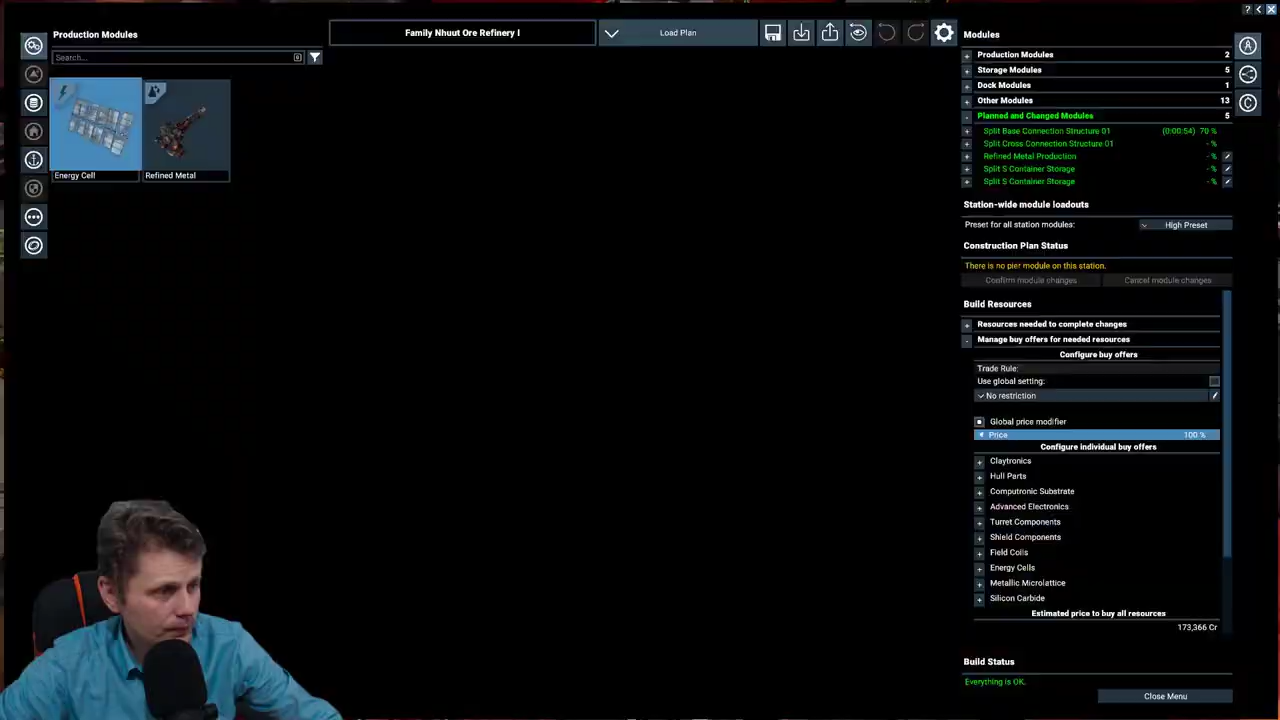 Production Modules
Search...
Energy Cell
Refined Metal
Family Nhuut Ore Refinery I
Load Plan
Modules
Production Modules 2
Storage Modules 5
Dock Modules 1
Other Modules 13
Planned and Changed Modules 5
Split Base Connection Structure 01 (0:00:54) 70 %
Split Cross Connection Structure 01 - %
Refined Metal Production - %
Split S Container Storage - %
Split S Container Storage - %
Station-wide module loadouts
Preset for all station modules: High Preset
Construction Plan Status
There is no pier module on this station.
Confirm module changes Cancel module changes
Build Resources
Resources needed to complete changes
Manage buy offers for needed resources
Configure buy offers
Trade Rule:
Use global setting:
No restriction
Global price modifier
Price 100 %
Configure individual buy offers
Claytronics
Hull Parts
Computronic Substrate
Advanced Electronics
Turret Components
Shield Components
Field Coils
Energy Cells
Metallic Microlattice
Silicon Carbide
Estimated price to buy all resources
173,366 Cr
Build Status
Everything is OK.
Close Menu